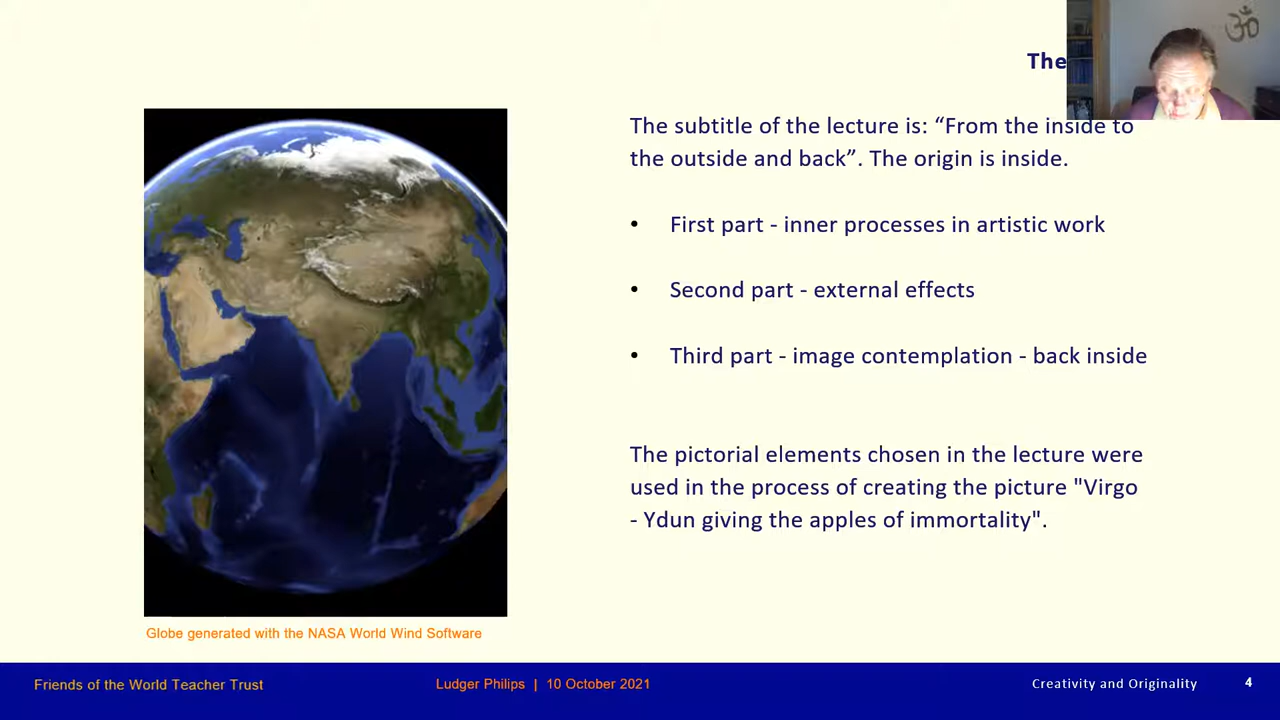 The
The subtitle of the lecture is: “From the inside to
the outside and back”. The origin is inside.
• First part - inner processes in artistic work
• Second part - external effects
• Third part - image contemplation - back inside
The pictorial elements chosen in the lecture were
used in the process of creating the picture "Virgo
- Ydun giving the apples of immortality".
Globe generated with the NASA World Wind Software
Friends of the World Teacher Trust
Ludger Philips | 10 October 2021
Creativity and Originality
4
ॐ